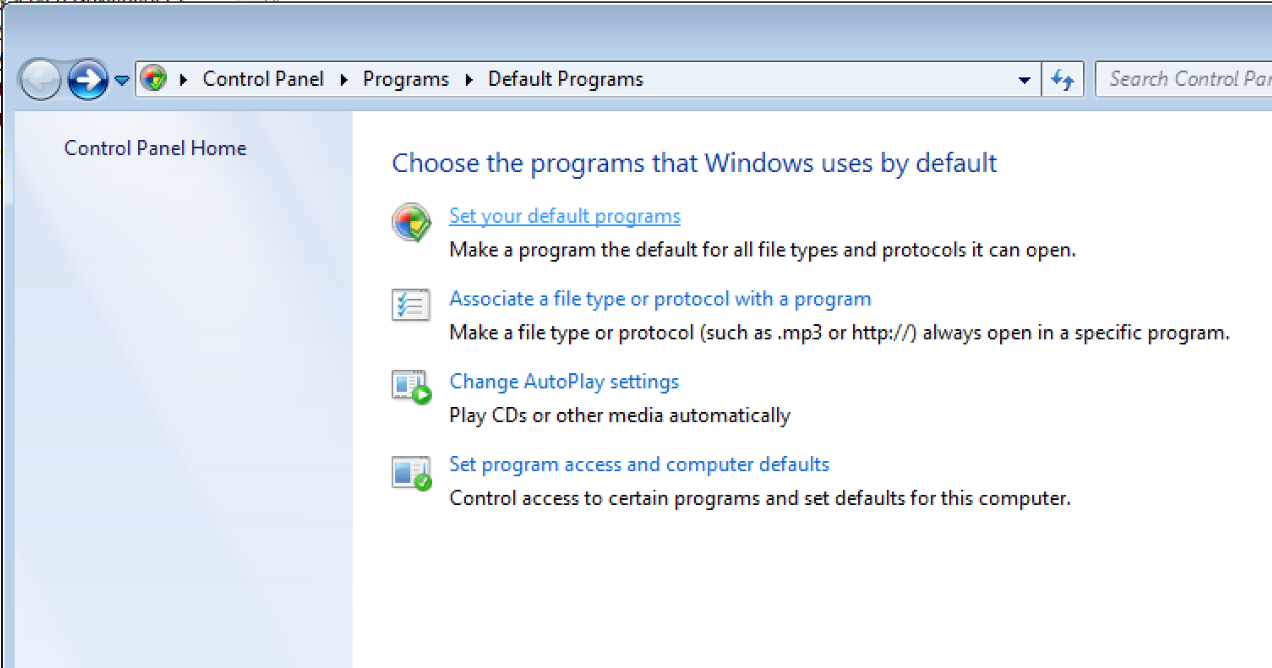 Control Panel Programs Default Programs
Search Control
Control Panel Home
Choose the programs that Windows uses by default
Set your default programs
Make a program the default for all file types and protocols it can open.
Associate a file type or protocol with a program
Make a file type or protocol (such as .mp3 or http://) always open in a specific program.
Change AutoPlay settings
Play CDs or other media automatically
Set program access and computer defaults
Control access to certain programs and set defaults for this computer.